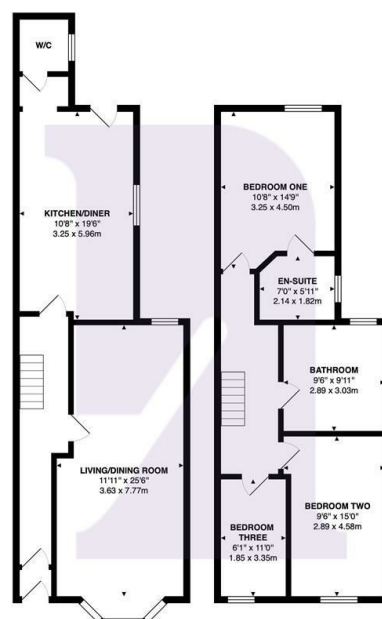 W/C
KITCHEN/DINER
10'8" x 19'6"
3.25 x 5.96m
LIVING/DINING ROOM
11'11" x 25'6"
3.63 x 7.77m
BEDROOM ONE
10'8" x 14'9"
3.25 x 4.50m
EN-SUITE
7'0" x 5'11"
2.14 x 1.82m
BATHROOM
9'6" x 9'11"
2.89 x 3.03m
BEDROOM TWO
9'6" x 15'0"
2.89 x 4.58m
BEDROOM
THREE
6'1" x 11'0"
1.85 x 3.35m